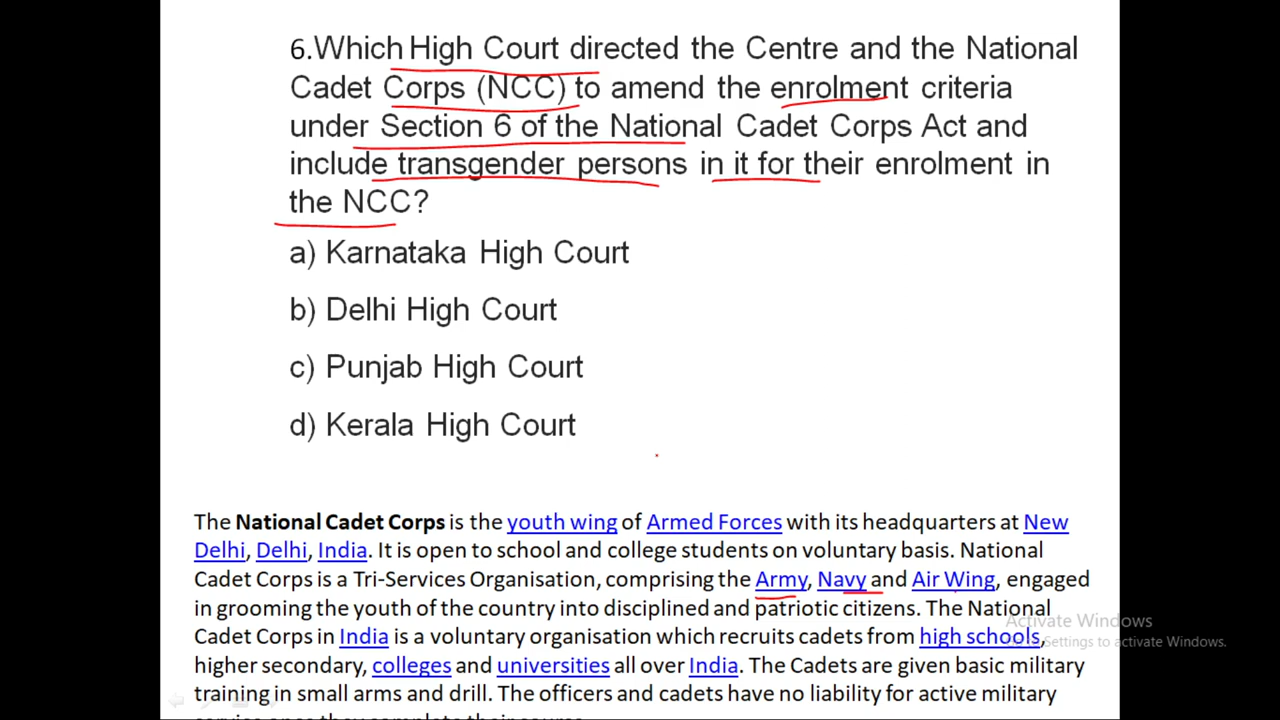 6.Which High Court directed the Centre and the National
Cadet Corps (NCC) to amend the enrolment criteria
under Section 6 of the National Cadet Corps Act and
include transgender persons in it for their enrolment in
the NCC?
a) Karnataka High Court
b) Delhi High Court
c) Punjab High Court
d) Kerala High Court
The National Cadet Corps is the youth wing of Armed Forces with its headquarters at New
Delhi, Delhi, India. It is open to school and college students on voluntary basis. National
Cadet Corps is a Tri-Services Organisation, comprising the Army, Navy and Air Wing, engaged
in grooming the youth of the country into disciplined and patriotic citizens. The National
Activate Windows
Cadet Corps in India is a voluntary organisation which recruits cadets from high schools,
Settings to activate Windows.
higher secondary, colleges and universities all over India. The Cadets are given basic military
training in small arms and drill. The officers and cadets have no liability for active military